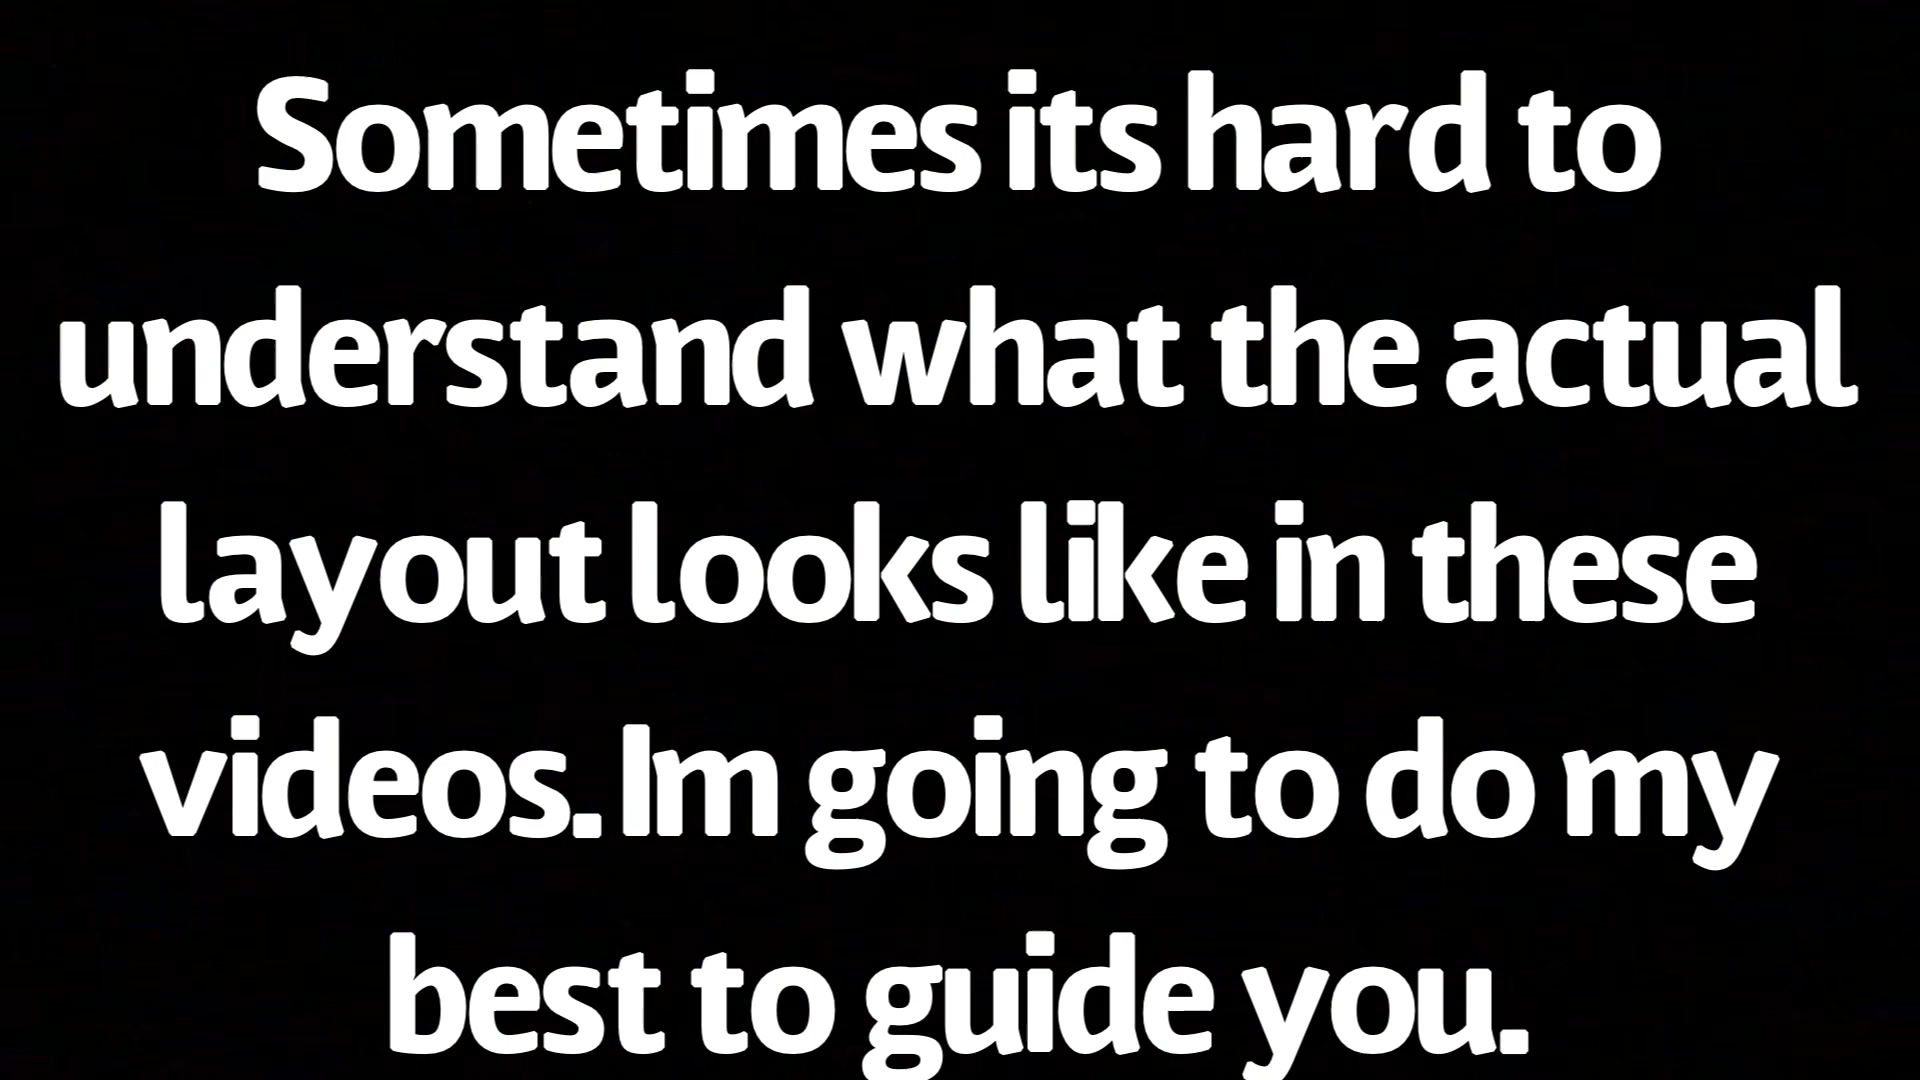 Sometimes its hard to
understand what the actual
layout looks like in these
videos. Im going to do my
best to guide you.